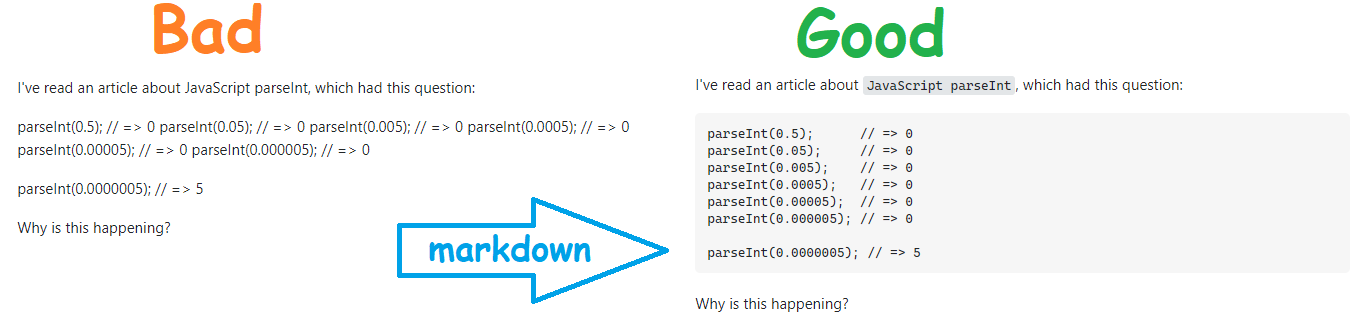 Bad
I've read an article about JavaScript parseInt, which had this question:
parseInt(0.5); // => 0 parseInt(0.05); // => 0 parseInt(0.005); // => 0 parseInt(0.0005); // => 0
parseInt(0.00005); // => 0 parseInt(0.000005); // => 0
parseInt(0.0000005); // => 5
Why is this happening?
markdown
Good
I've read an article about JavaScript parseInt, which had this question:
parseInt(0.5);      // => 0
parseInt(0.05);     // => 0
parseInt(0.005);    // => 0
parseInt(0.0005);   // => 0
parseInt(0.00005);  // => 0
parseInt(0.000005); // => 0
parseInt(0.0000005); // => 5
Why is this happening?